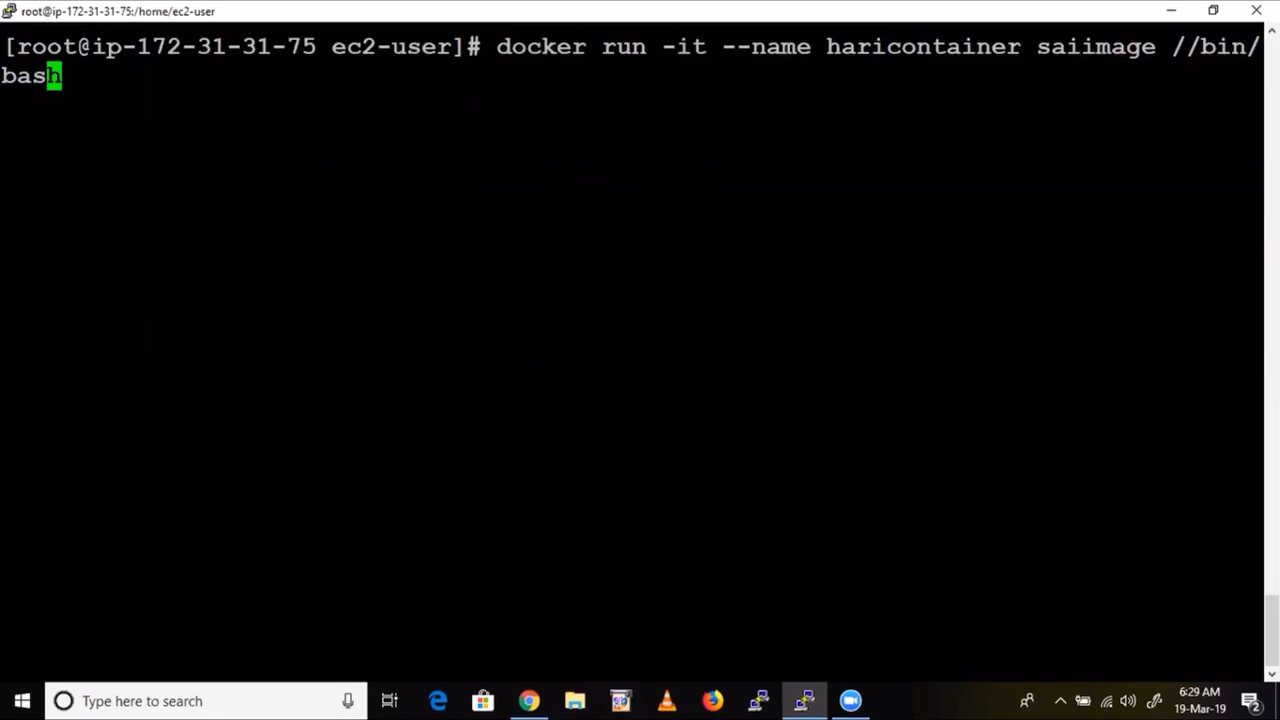 root@ip-172-31-31-75:/home/ec2-user
[root@ip-172-31-31-75 ec2-user]# docker run -it --name haricontainer saiimage //bin/
bash
Type here to search
6:29 AM
19-Mar-19
2